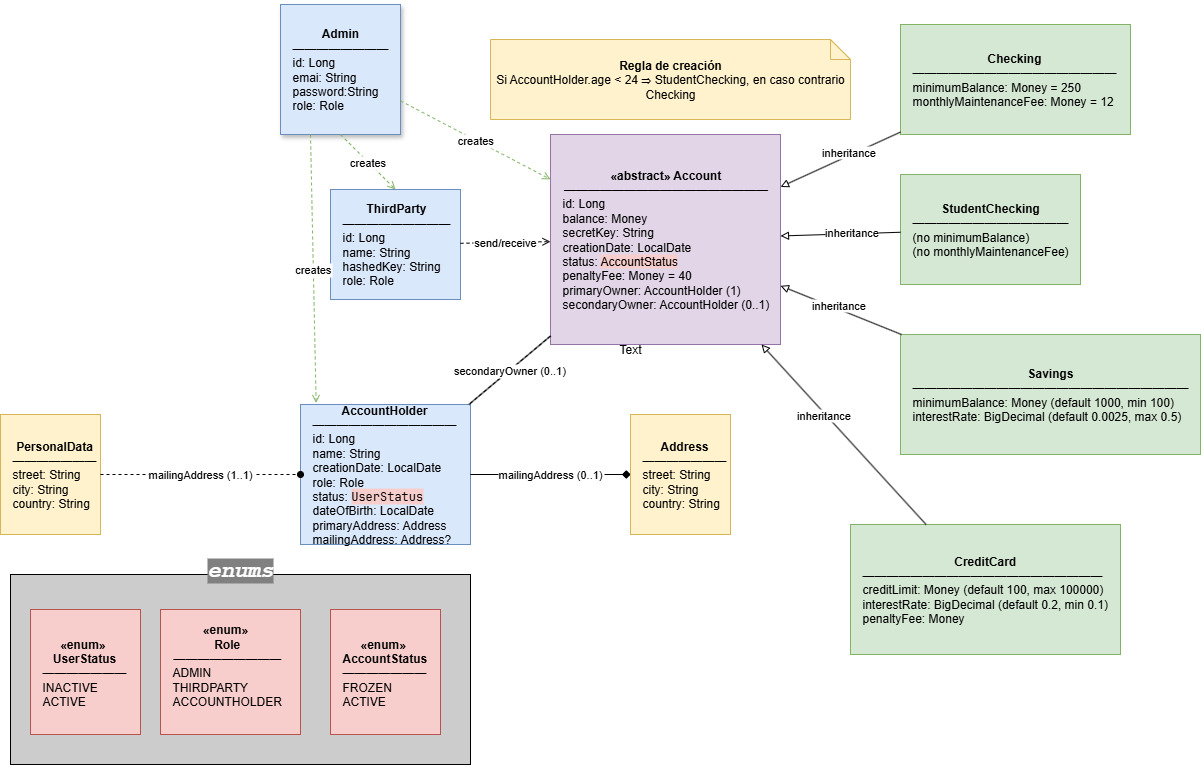 Admin
id: Long
emai: String
password:String
role: Role
Regla de creación
Si AccountHolder.age < 24 ⇒ StudentChecking, en caso contrario
Checking
Checking
minimumBalance: Money = 250
monthlyMaintenanceFee: Money = 12
creates
creates
creates
inheritance
«abstract» Account
id: Long
balance: Money
secretKey: String
creationDate: LocalDate
status: AccountStatus
penaltyFee: Money = 40
primaryOwner: AccountHolder (1)
secondaryOwner: AccountHolder (0..1)
ThirdParty
id: Long
name: String
hashedKey: String
role: Role
send/receive
StudentChecking
(no minimumBalance)
(no monthlyMaintenanceFee)
inheritance
inheritance
Text
secondaryOwner (0..1)
Savings
minimumBalance: Money (default 1000, min 100)
interestRate: BigDecimal (default 0.0025, max 0.5)
inheritance
PersonalData
street: String
city: String
country: String
mailingAddress (1..1)
AccountHolder
id: Long
name: String
creationDate: LocalDate
role: Role
status: UserStatus
dateOfBirth: LocalDate
primaryAddress: Address
mailingAddress: Address?
mailingAddress (0..1)
Address
street: String
city: String
country: String
CreditCard
creditLimit: Money (default 100, max 100000)
interestRate: BigDecimal (default 0.2, min 0.1)
penaltyFee: Money
enums
«enum»
UserStatus
INACTIVE
ACTIVE
«enum»
Role
ADMIN
THIRDPARTY
ACCOUNTHOLDER
«enum»
AccountStatus
FROZEN
ACTIVE